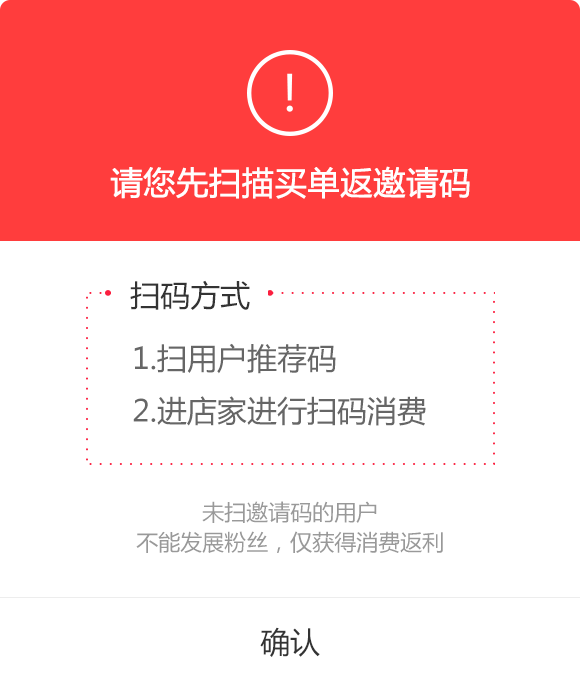 !
请您先扫描买单返邀请码
扫码方式
1.扫用户推荐码
2.进店家进行扫码消费
未扫邀请码的用户
不能发展粉丝，仅获得消费返利
确认